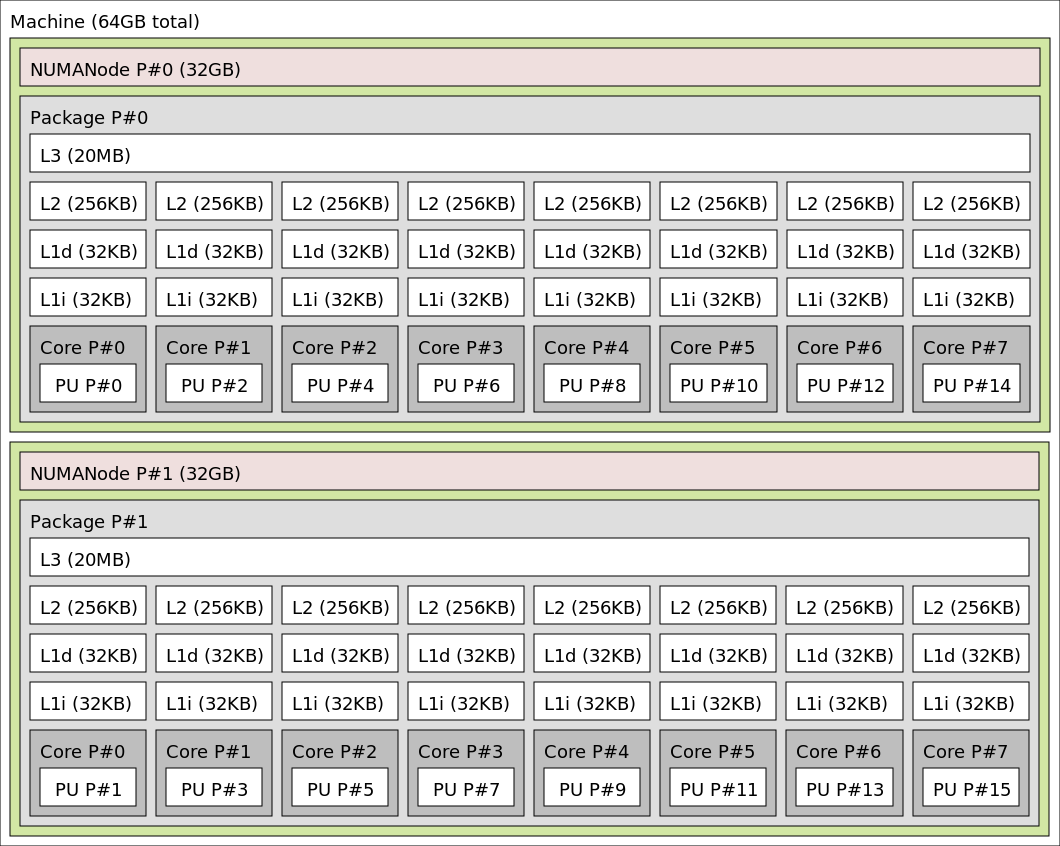 Machine (64GB total)
NUMANode P#0 (32GB)
Package P#0
L3 (20MB)
L2 (256KB) L2 (256KB) L2 (256KB) L2 (256KB) L2 (256KB) L2 (256KB) L2 (256KB) L2 (256KB)
L1d (32KB) L1d (32KB) L1d (32KB) L1d (32KB) L1d (32KB) L1d (32KB) L1d (32KB) L1d (32KB)
L1i (32KB) L1i (32KB) L1i (32KB) L1i (32KB) L1i (32KB) L1i (32KB) L1i (32KB) L1i (32KB)
Core P#0 Core P#1 Core P#2 Core P#3 Core P#4 Core P#5 Core P#6 Core P#7
PU P#0 PU P#2 PU P#4 PU P#6 PU P#8 PU P#10 PU P#12 PU P#14
NUMANode P#1 (32GB)
Package P#1
L3 (20MB)
L2 (256KB) L2 (256KB) L2 (256KB) L2 (256KB) L2 (256KB) L2 (256KB) L2 (256KB) L2 (256KB)
L1d (32KB) L1d (32KB) L1d (32KB) L1d (32KB) L1d (32KB) L1d (32KB) L1d (32KB) L1d (32KB)
L1i (32KB) L1i (32KB) L1i (32KB) L1i (32KB) L1i (32KB) L1i (32KB) L1i (32KB) L1i (32KB)
Core P#0 Core P#1 Core P#2 Core P#3 Core P#4 Core P#5 Core P#6 Core P#7
PU P#1 PU P#3 PU P#5 PU P#7 PU P#9 PU P#11 PU P#13 PU P#15